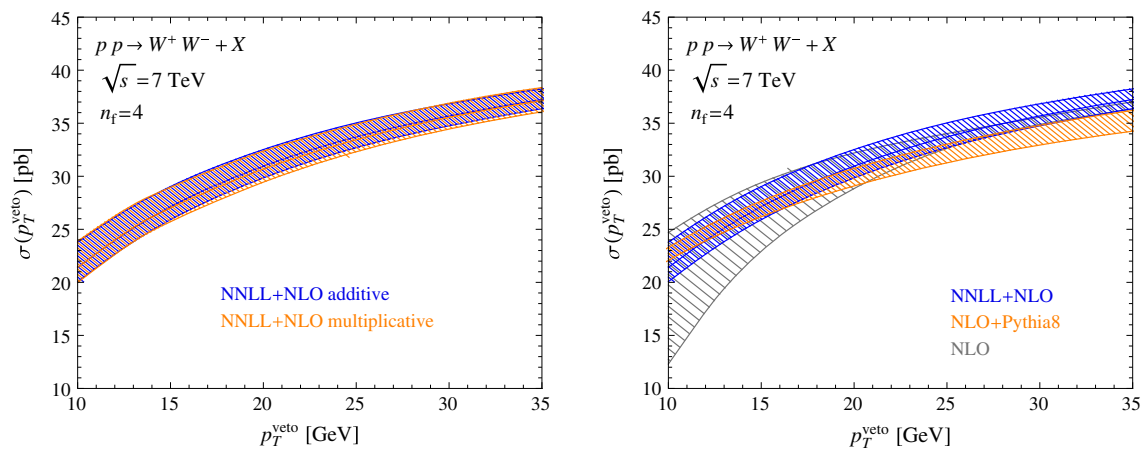 p p → W⁺ W⁻ + X
√s = 7 TeV
n_f=4
NNLL+NLO additive
NNLL+NLO multiplicative
σ(p_T^veto) [pb]
45
40
35
30
25
20
15
10
10
15
20
25
30
35
p_T^veto [GeV]
p p → W⁺ W⁻ + X
√s = 7 TeV
n_f=4
NNLL+NLO
NLO+Pythia8
NLO
σ(p_T^veto) [pb]
45
40
35
30
25
20
15
10
10
15
20
25
30
35
p_T^veto [GeV]